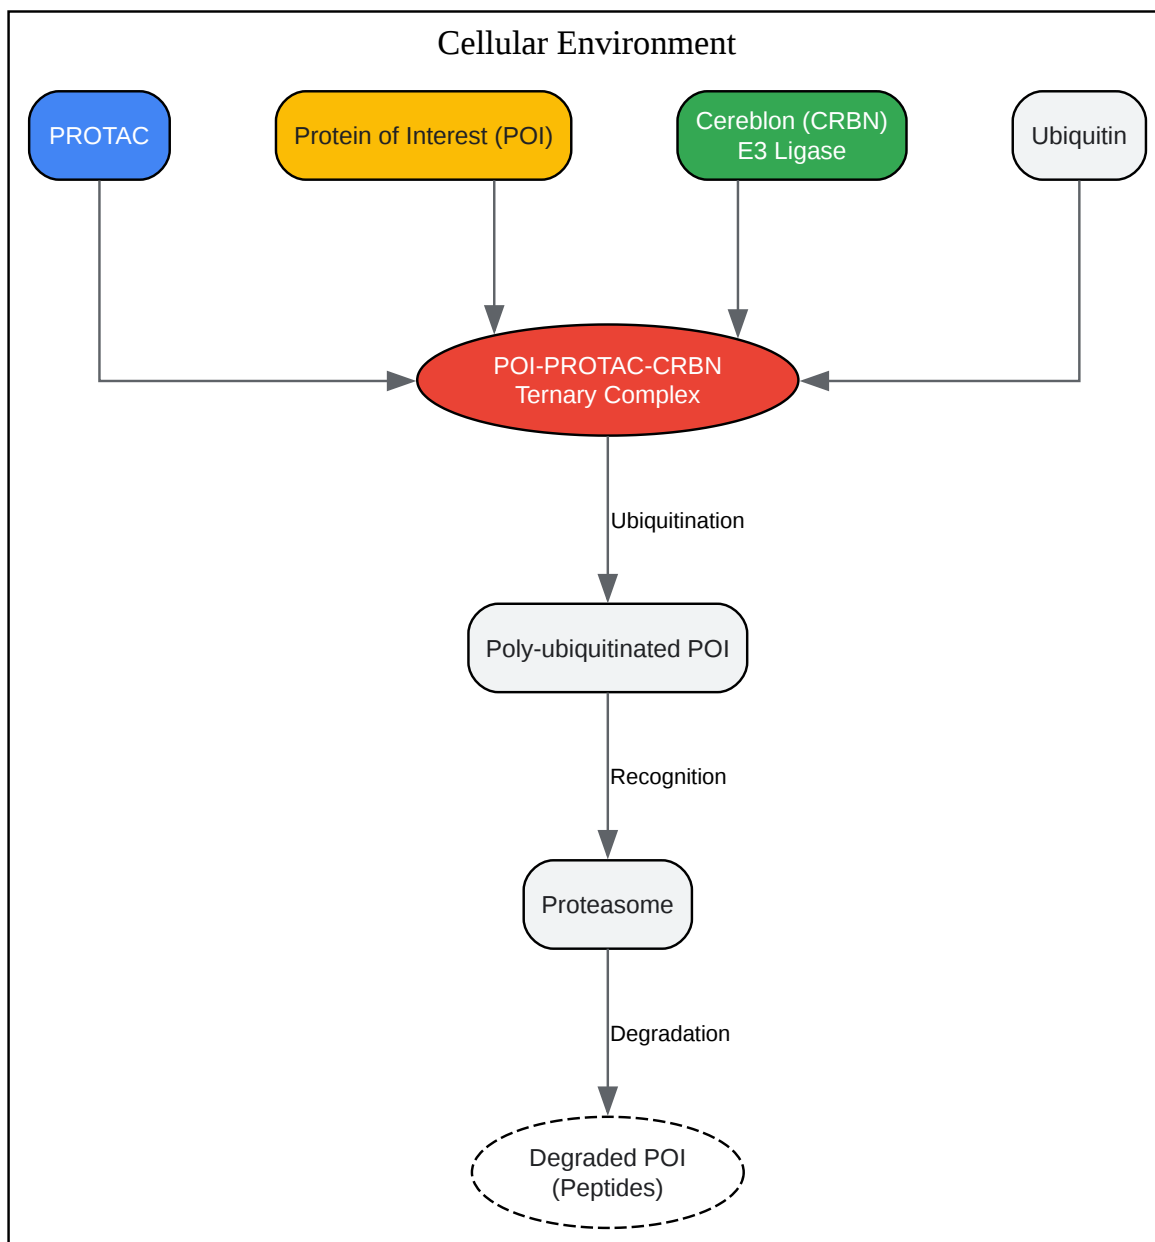 Cellular Environment
PROTAC
Protein of Interest (POI)
Cereblon (CRBN)
E3 Ligase
Ubiquitin
POI-PROTAC-CRBN
Ternary Complex
Ubiquitination
Poly-ubiquitinated POI
Recognition
Proteasome
Degradation
Degraded POI
(Peptides)